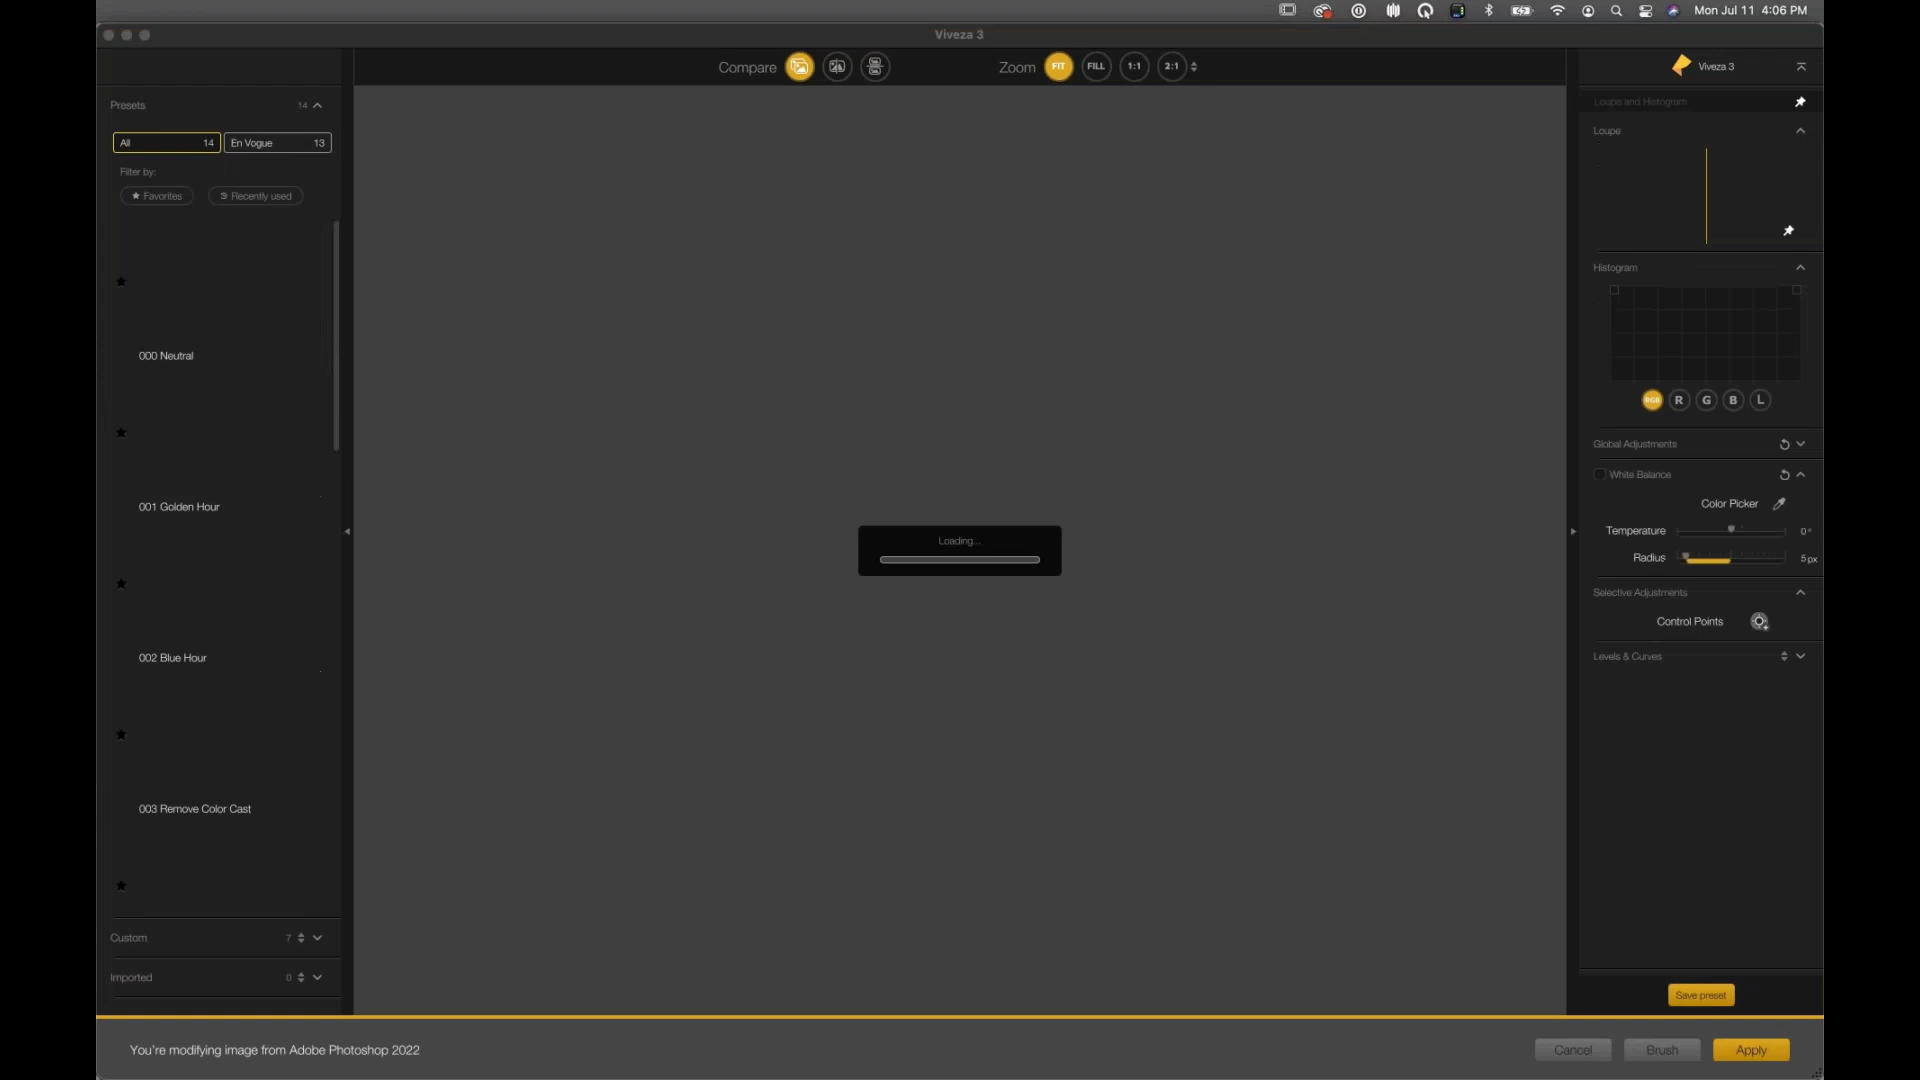 Mon Jul 11 4:06 PM
Viveza 3
Compare
Zoom FIT FILL 1:1 2:1
Viveza 3
Presets 14
All 14 En Vogue 13
Filter by:
Favorites Recently used
000 Neutral
001 Golden Hour
002 Blue Hour
003 Remove Color Cast
Custom 7
Imported 0
Loading...
Loupe and Histogram
Loupe
Histogram
RGB R G B L
Global Adjustments
White Balance
Color Picker
Temperature 0°
Radius 5 px
Selective Adjustments
Control Points
Levels & Curves
Save preset
You're modifying image from Adobe Photoshop 2022
Cancel Brush Apply